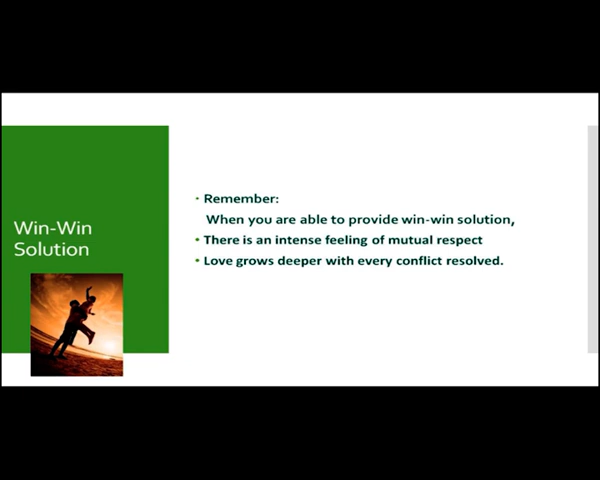 Win-Win
Solution
• Remember:
When you are able to provide win-win solution,
• There is an intense feeling of mutual respect
• Love grows deeper with every conflict resolved.